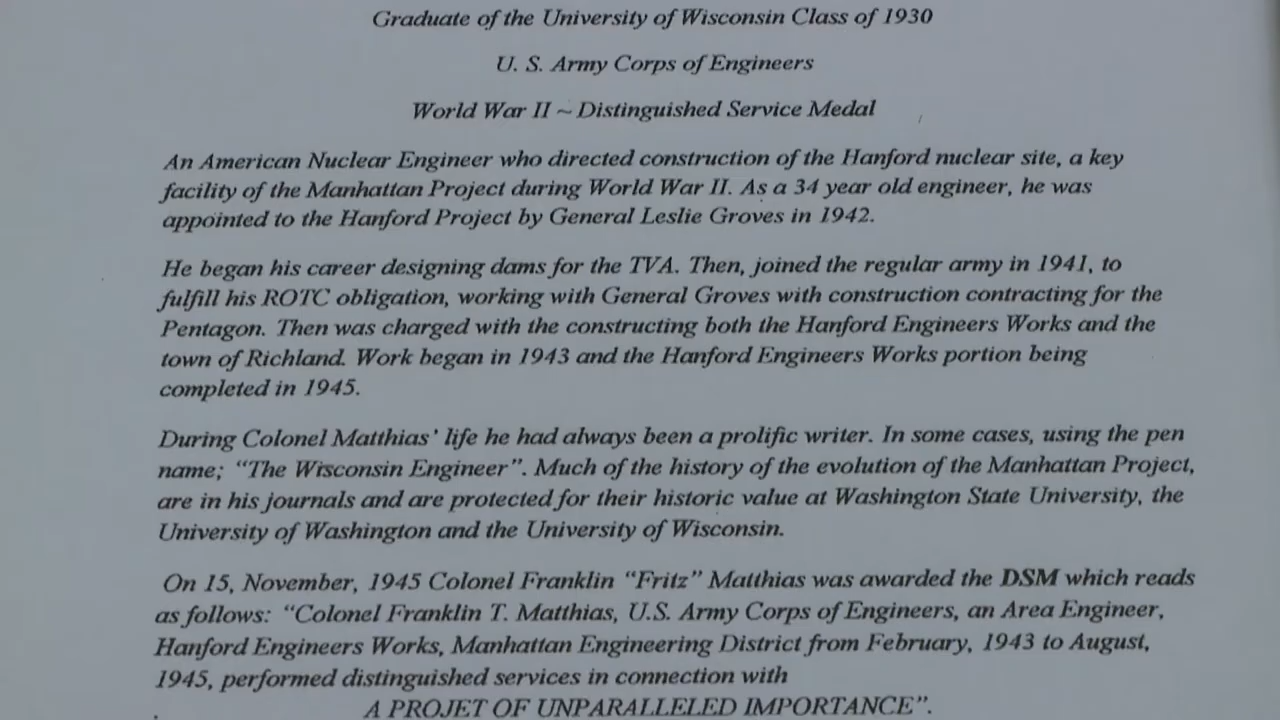 Graduate of the University of Wisconsin Class of 1930
U. S. Army Corps of Engineers
World War II ~ Distinguished Service Medal
An American Nuclear Engineer who directed construction of the Hanford nuclear site, a key
facility of the Manhattan Project during World War II. As a 34 year old engineer, he was
appointed to the Hanford Project by General Leslie Groves in 1942.
He began his career designing dams for the TVA. Then, joined the regular army in 1941, to
fulfill his ROTC obligation, working with General Groves with construction contracting for the
Pentagon. Then was charged with the constructing both the Hanford Engineers Works and the
town of Richland. Work began in 1943 and the Hanford Engineers Works portion being
completed in 1945.
During Colonel Matthias' life he had always been a prolific writer. In some cases, using the pen
name; "The Wisconsin Engineer". Much of the history of the evolution of the Manhattan Project,
are in his journals and are protected for their historic value at Washington State University, the
University of Washington and the University of Wisconsin.
On 15, November, 1945 Colonel Franklin "Fritz" Matthias was awarded the DSM which reads
as follows: "Colonel Franklin T. Matthias, U.S. Army Corps of Engineers, an Area Engineer,
Hanford Engineers Works, Manhattan Engineering District from February, 1943 to August,
1945, performed distinguished services in connection with
A PROJET OF UNPARALLELED IMPORTANCE".